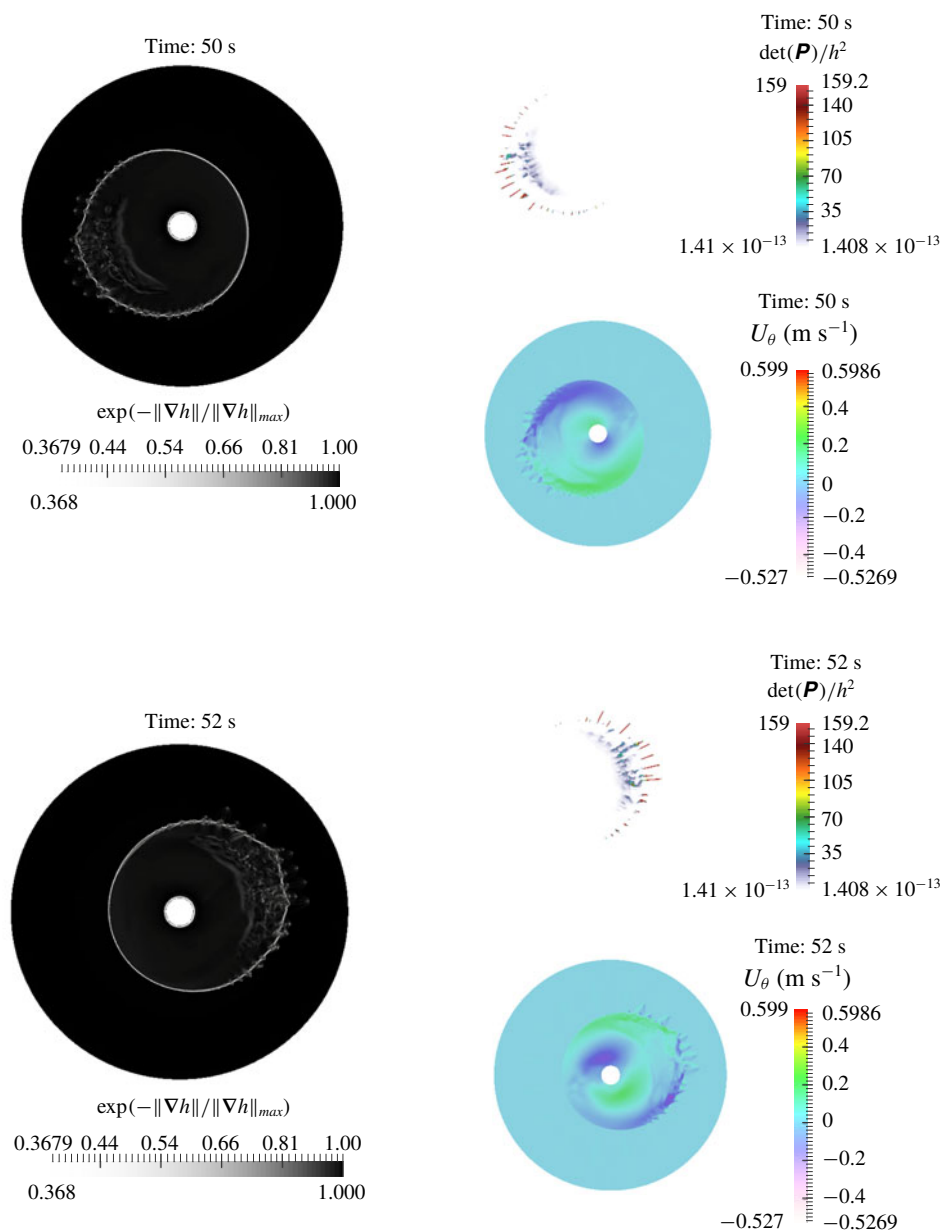 Time: 50 s
exp(−‖∇h‖/‖∇h‖max)
0.3679 0.44 0.54 0.66 0.81 1.00
0.368 1.000
Time: 50 s
det(P)/h²
159 159.2
140
105
70
35
1.41 × 10⁻¹³ 1.408 × 10⁻¹³
Time: 50 s
Uθ (m s⁻¹)
0.599 0.5986
0.4
0.2
0
−0.2
−0.4
−0.527 −0.5269
Time: 52 s
exp(−‖∇h‖/‖∇h‖max)
0.3679 0.44 0.54 0.66 0.81 1.00
0.368 1.000
Time: 52 s
det(P)/h²
159 159.2
140
105
70
35
1.41 × 10⁻¹³ 1.408 × 10⁻¹³
Time: 52 s
Uθ (m s⁻¹)
0.599 0.5986
0.4
0.2
0
−0.2
−0.4
−0.527 −0.5269